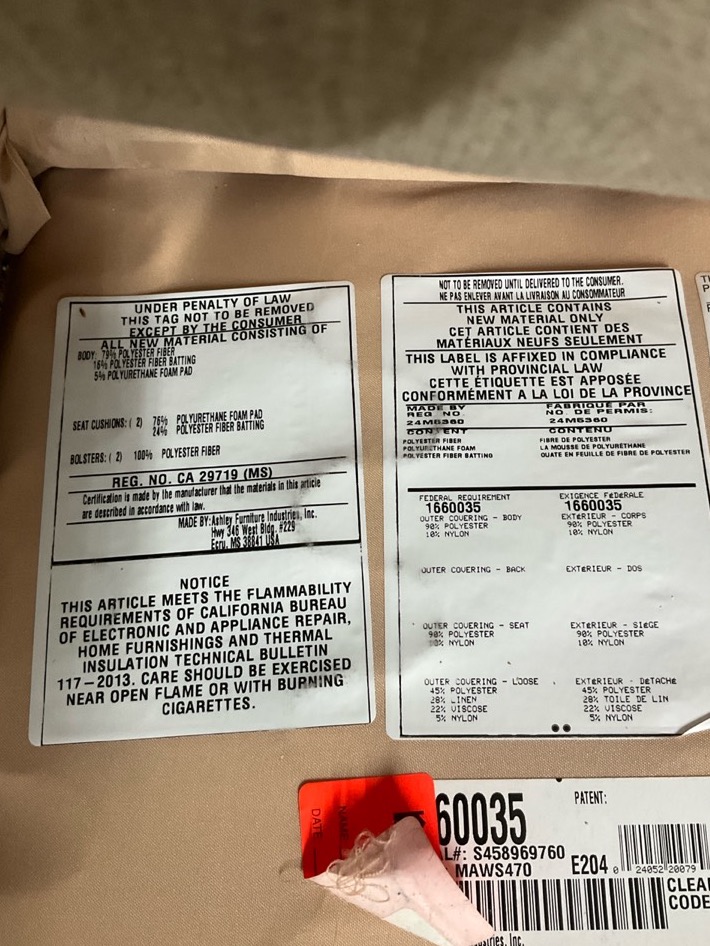 UNDER PENALTY OF LAW
THIS TAG NOT TO BE REMOVED
EXCEPT BY THE CONSUMER
ALL NEW MATERIAL CONSISTING OF
BODY: 79% POLYESTER FIBER
16% POLYESTER FIBER BATTING
5% POLYURETHANE FOAM PAD
SEAT CUSHIONS: ( 2) 76% POLYURETHANE FOAM PAD
24% POLYESTER FIBER BATTING
BOLSTERS: ( 2) 100% POLYESTER FIBER
REG. NO. CA 29719 (MS)
Certification is made by the manufacturer that the materials in this article
are described in accordance with law.
MADE BY:Ashley Furniture Industries, Inc.
Hwy 346 West Bldg. #229
Ecru, MS 38841 USA
NOTICE
THIS ARTICLE MEETS THE FLAMMABILITY
REQUIREMENTS OF CALIFORNIA BUREAU
OF ELECTRONIC AND APPLIANCE REPAIR,
HOME FURNISHINGS AND THERMAL
INSULATION TECHNICAL BULLETIN
117-2013. CARE SHOULD BE EXERCISED
NEAR OPEN FLAME OR WITH BURNING
CIGARETTES.
NOT TO BE REMOVED UNTIL DELIVERED TO THE CONSUMER.
NE PAS ENLEVER AVANT LA LIVRAISON AU CONSOMMATEUR
THIS ARTICLE CONTAINS
NEW MATERIAL ONLY
CET ARTICLE CONTIENT DES
MATÉRIAUX NEUFS SEULEMENT
THIS LABEL IS AFFIXED IN COMPLIANCE
WITH PROVINCIAL LAW
CETTE ÉTIQUETTE EST APPOSÉE
CONFORMÉMENT A LA LOI DE LA PROVINCE
MADE BY FABRIQUÉ PAR
REG NO. NO DE PERMIS:
24M5360 24M5360
CONTENT CONTENU
POLYESTER FIBER FIBRE DE POLYESTER
POLYURETHANE FOAM LA MOUSSE DE POLYURÉTHANE
POLYESTER FIBER BATTING OUATE EN FEUILLE DE FIBRE DE POLYESTER
FEDERAL REQUIREMENT EXIGENCE FéDéRALE
1660035 1660035
OUTER COVERING - BODY EXTéRIEUR - CORPS
90% POLYESTER 90% POLYESTER
10% NYLON 10% NYLON
OUTER COVERING - BACK EXTéRIEUR - DOS
OUTER COVERING - SEAT EXTéRIEUR - SIéGE
90% POLYESTER 90% POLYESTER
10% NYLON 10% NYLON
OUTER COVERING - LOOSE EXTéRIEUR - DéTACHé
45% POLYESTER 45% POLYESTER
28% LINEN 28% TOILE DE LIN
22% VISCOSE 22% VISCOSE
5% NYLON 5% NYLON
NAME
DATE
60035
PATENT:
L#: S458969760
MAWS470
E204
0 24052 20079
CLEA
CODE
stries, Inc.